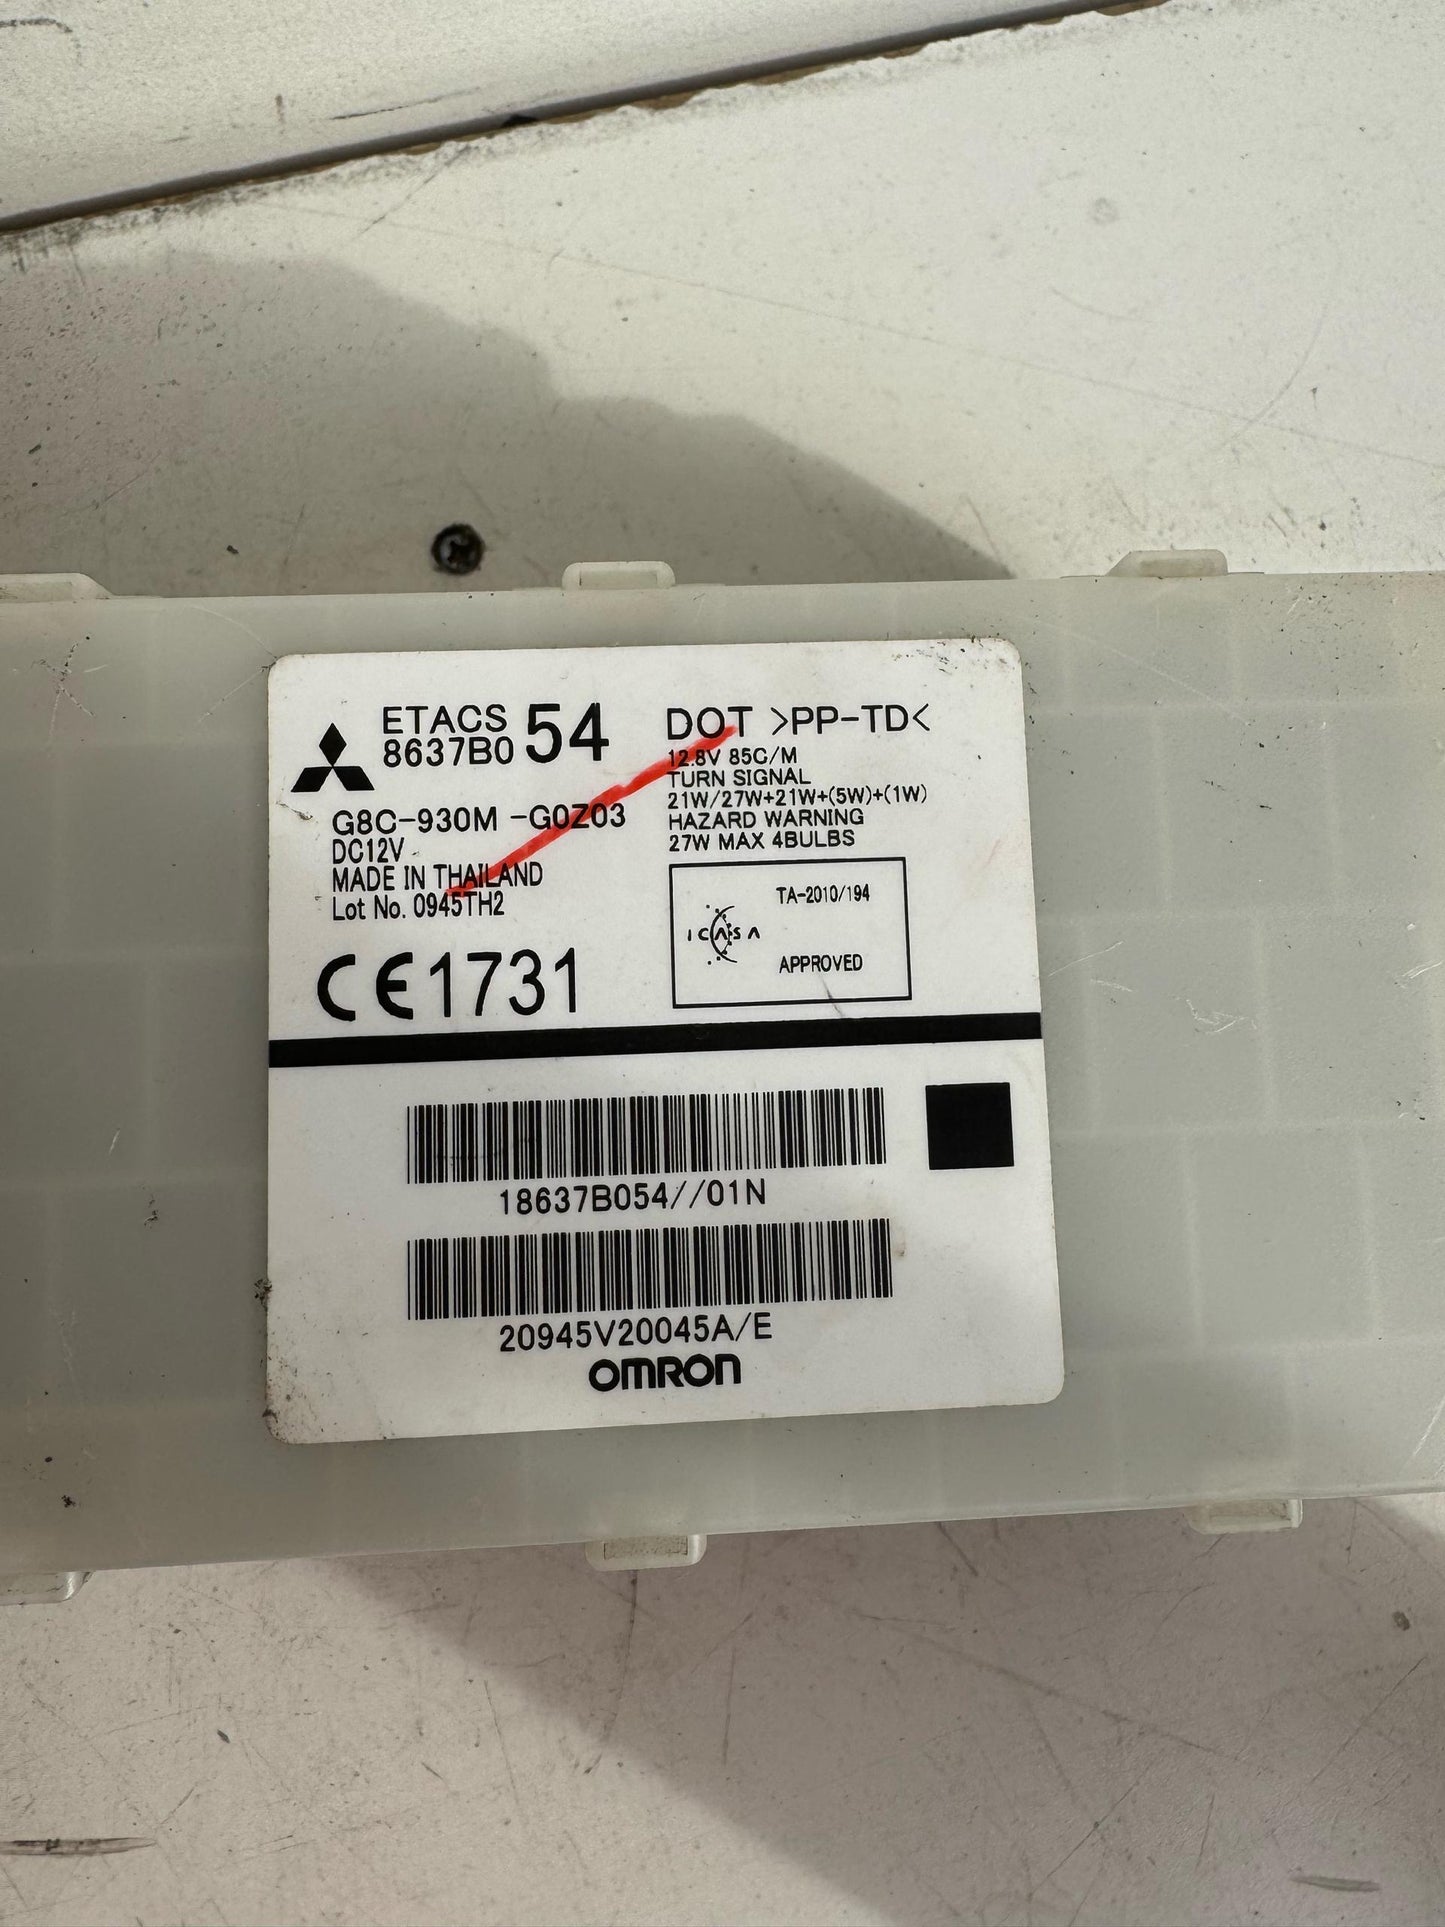 ETACS
8637B054
G8C-930M -G0Z03
DC12V
MADE IN THAILAND
Lot No. 0945TH2
CE1731
DOT >PP-TD<
12.8V 85C/M
TURN SIGNAL
21W/27W+21W+(5W)+(1W)
HAZARD WARNING
27W MAX 4BULBS
TA-2010/194
ICASA
APPROVED
18637B054//01N
20945V20045A/E
OMRON